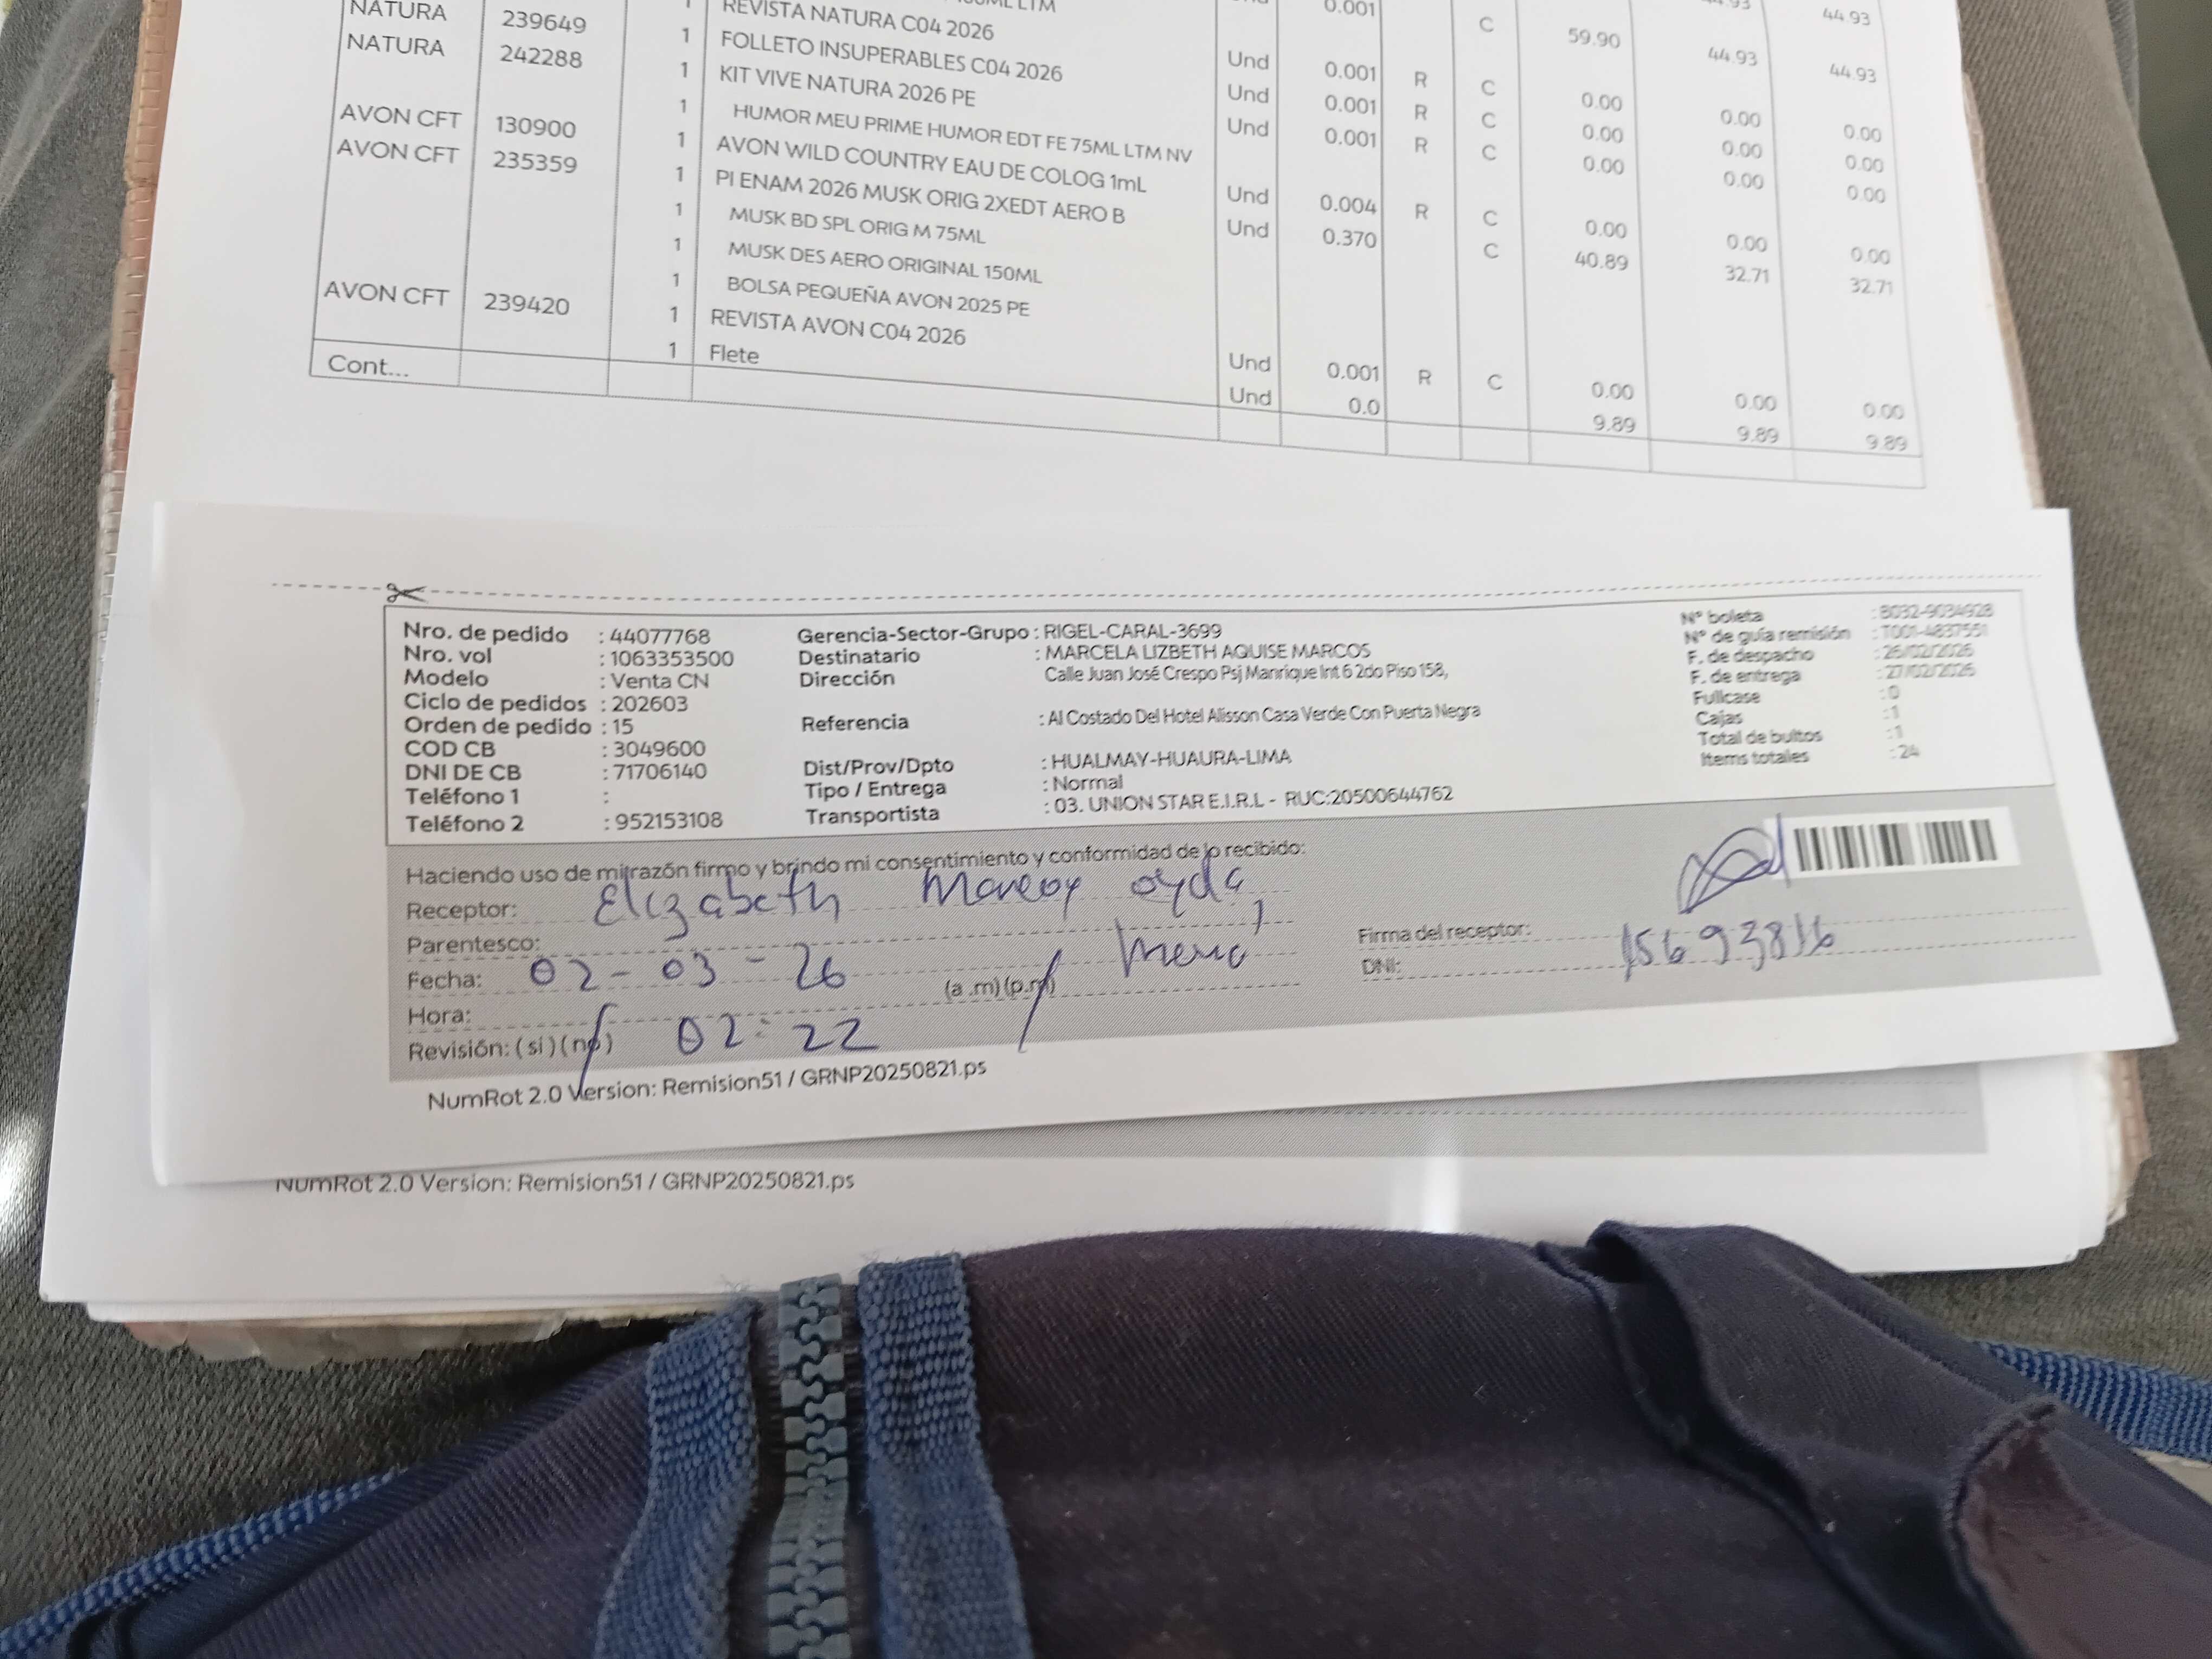 NATURA 239649 1 REVISTA NATURA C04 2026 Und 0.001 R C 0.00 0.00 0.00
NATURA 242288 1 FOLLETO INSUPERABLES C04 2026 Und 0.001 R C 0.00 0.00 0.00
1 KIT VIVE NATURA 2026 PE Und 0.001 R C 0.00 0.00 0.00
1 HUMOR MEU PRIME HUMOR EDT FE 75ML LTM NV
AVON CFT 130900 1 AVON WILD COUNTRY EAU DE COLOG 1mL Und 0.004 R C 0.00 0.00 0.00
AVON CFT 235359 1 PI ENAM 2026 MUSK ORIG 2XEDT AERO B Und 0.370 C 40.89 32.71 32.71
1 MUSK BD SPL ORIG M 75ML
1 MUSK DES AERO ORIGINAL 150ML
1 BOLSA PEQUEÑA AVON 2025 PE
AVON CFT 239420 1 REVISTA AVON C04 2026 Und 0.001 R C 0.00 0.00 0.00
1 Flete Und 0.0 9.89 9.89 9.89
Cont...
Nro. de pedido : 44077768
Nro. vol : 1063353500
Modelo : Venta CN
Ciclo de pedidos : 202603
Orden de pedido : 15
COD CB : 3049600
DNI DE CB : 71706140
Teléfono 1 :
Teléfono 2 : 952153108
Gerencia-Sector-Grupo : RIGEL-CARAL-3699
Destinatario : MARCELA LIZBETH AQUISE MARCOS
Dirección Calle Juan José Crespo Psj Manrique Int 6 2do Piso 158,
Referencia : Al Costado Del Hotel Alisson Casa Verde Con Puerta Negra
Dist/Prov/Dpto : HUALMAY-HUAURA-LIMA
Tipo / Entrega : Normal
Transportista : 03. UNION STAR E.I.R.L - RUC:20500644762
N° boleta : B032-9034928
N° de guía remisión : T001-4837551
F. de despacho : 26/02/2026
F. de entrega : 27/02/2026
Fullcase : 0
Cajas : 1
Total de bultos : 1
Items totales : 24
Haciendo uso de mi razón firmo y brindo mi consentimiento y conformidad de lo recibido:
Receptor: Elizabeth
Parentesco:
Fecha: 02-03-26
(a .m) (p.m)
Hora:
Revisión: (si) (no) 02:22
Firma del receptor:
DNI: 15693816
NumRot 2.0 Version: Remision51 / GRNP20250821.ps
NumRot 2.0 Version: Remision51 / GRNP20250821.ps